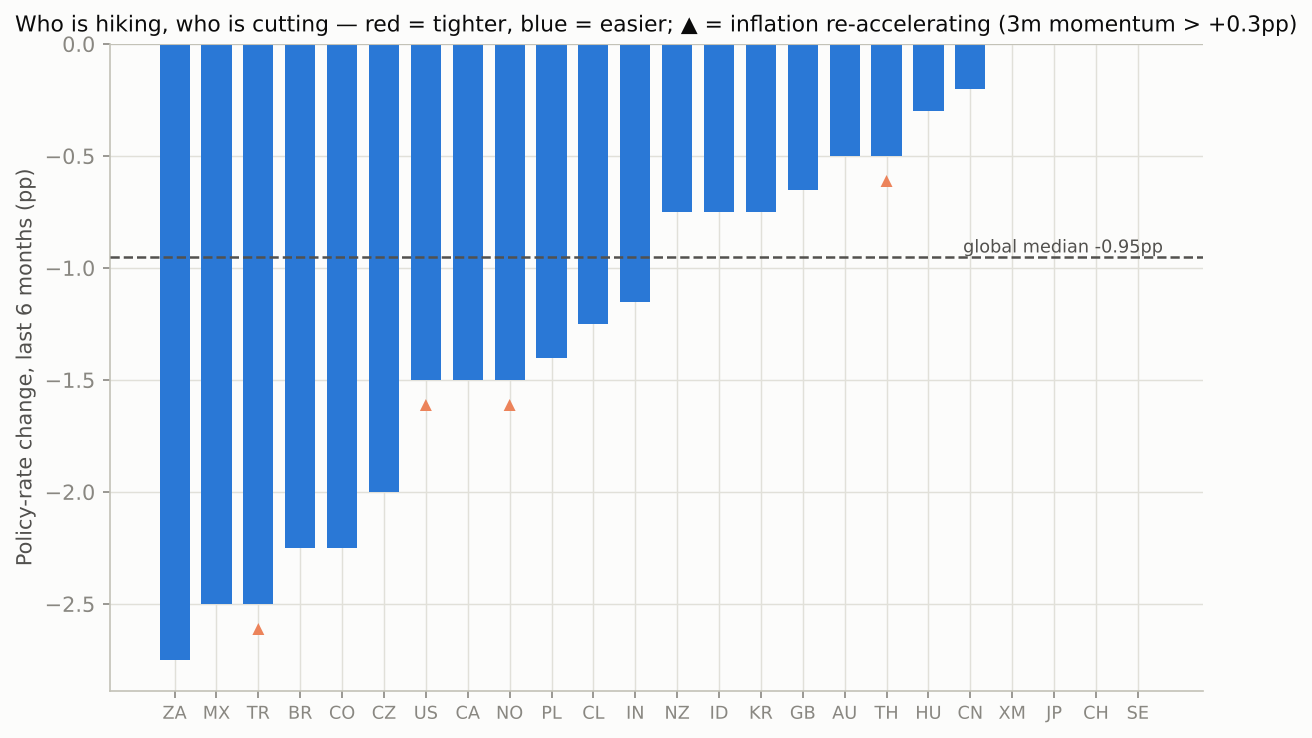 Who is hiking, who is cutting — red = tighter, blue = easier; ▲ = inflation re-accelerating (3m momentum > +0.3pp)
Policy-rate change, last 6 months (pp)
0.0
−0.5
−1.0
−1.5
−2.0
−2.5
global median -0.95pp
ZA MX TR BR CO CZ US CA NO PL CL IN NZ ID KR GB AU TH HU CN XM JP CH SE